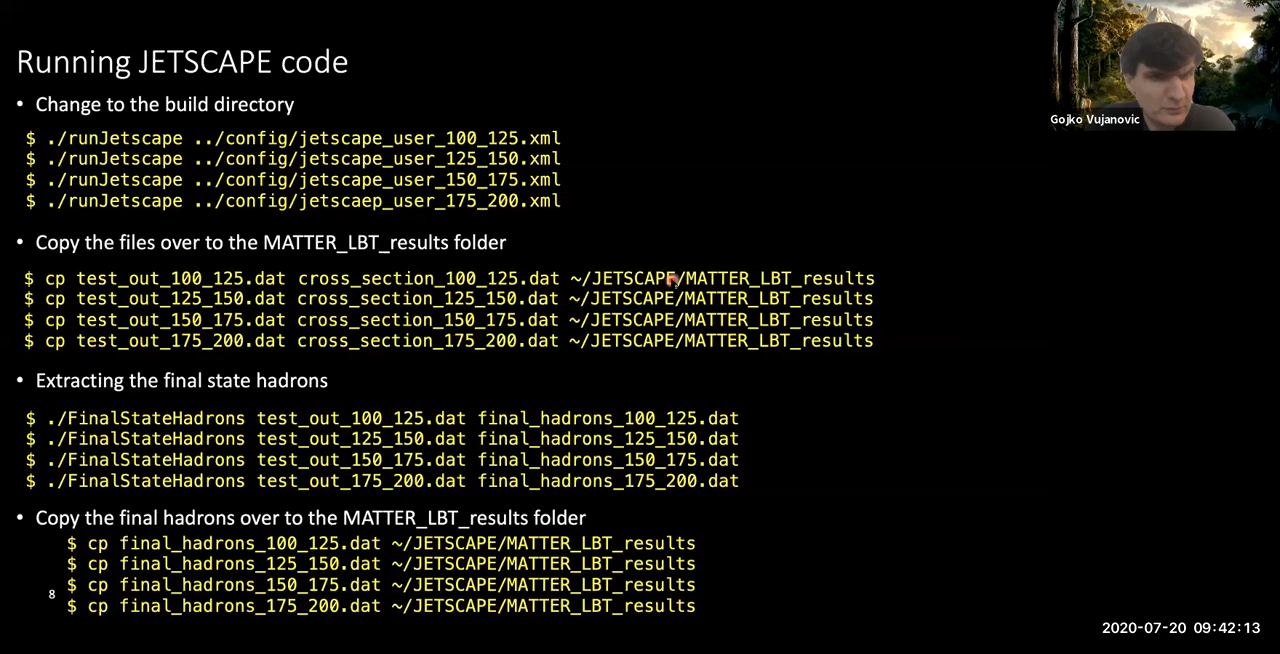 Running JETSCAPE code
• Change to the build directory
$ ./runJetscape ../config/jetscape_user_100_125.xml
$ ./runJetscape ../config/jetscape_user_125_150.xml
$ ./runJetscape ../config/jetscape_user_150_175.xml
$ ./runJetscape ../config/jetscaep_user_175_200.xml
• Copy the files over to the MATTER_LBT_results folder
$ cp test_out_100_125.dat cross_section_100_125.dat ~/JETSCAPE/MATTER_LBT_results
$ cp test_out_125_150.dat cross_section_125_150.dat ~/JETSCAPE/MATTER_LBT_results
$ cp test_out_150_175.dat cross_section_150_175.dat ~/JETSCAPE/MATTER_LBT_results
$ cp test_out_175_200.dat cross_section_175_200.dat ~/JETSCAPE/MATTER_LBT_results
• Extracting the final state hadrons
$ ./FinalStateHadrons test_out_100_125.dat final_hadrons_100_125.dat
$ ./FinalStateHadrons test_out_125_150.dat final_hadrons_125_150.dat
$ ./FinalStateHadrons test_out_150_175.dat final_hadrons_150_175.dat
$ ./FinalStateHadrons test_out_175_200.dat final_hadrons_175_200.dat
• Copy the final hadrons over to the MATTER_LBT_results folder
$ cp final_hadrons_100_125.dat ~/JETSCAPE/MATTER_LBT_results
$ cp final_hadrons_125_150.dat ~/JETSCAPE/MATTER_LBT_results
$ cp final_hadrons_150_175.dat ~/JETSCAPE/MATTER_LBT_results
$ cp final_hadrons_175_200.dat ~/JETSCAPE/MATTER_LBT_results
8
Gojko Vujanovic
2020-07-20 09:42:13